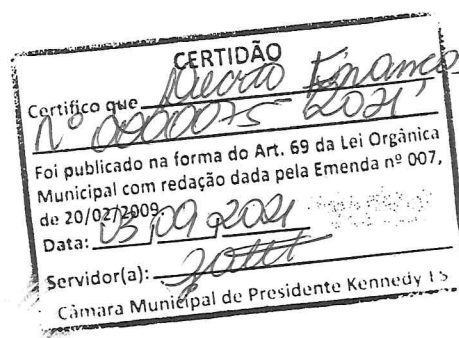 CERTIDÃO
Certifico que Decreto Financeiro
Nº 0000075-2021
Foi publicado na forma do Art. 69 da Lei Orgânica
Municipal com redação dada pela Emenda nº 007,
de 20/02/2009.
Data: 03/09/2021
Servidor(a):
Câmara Municipal de Presidente Kennedy ES